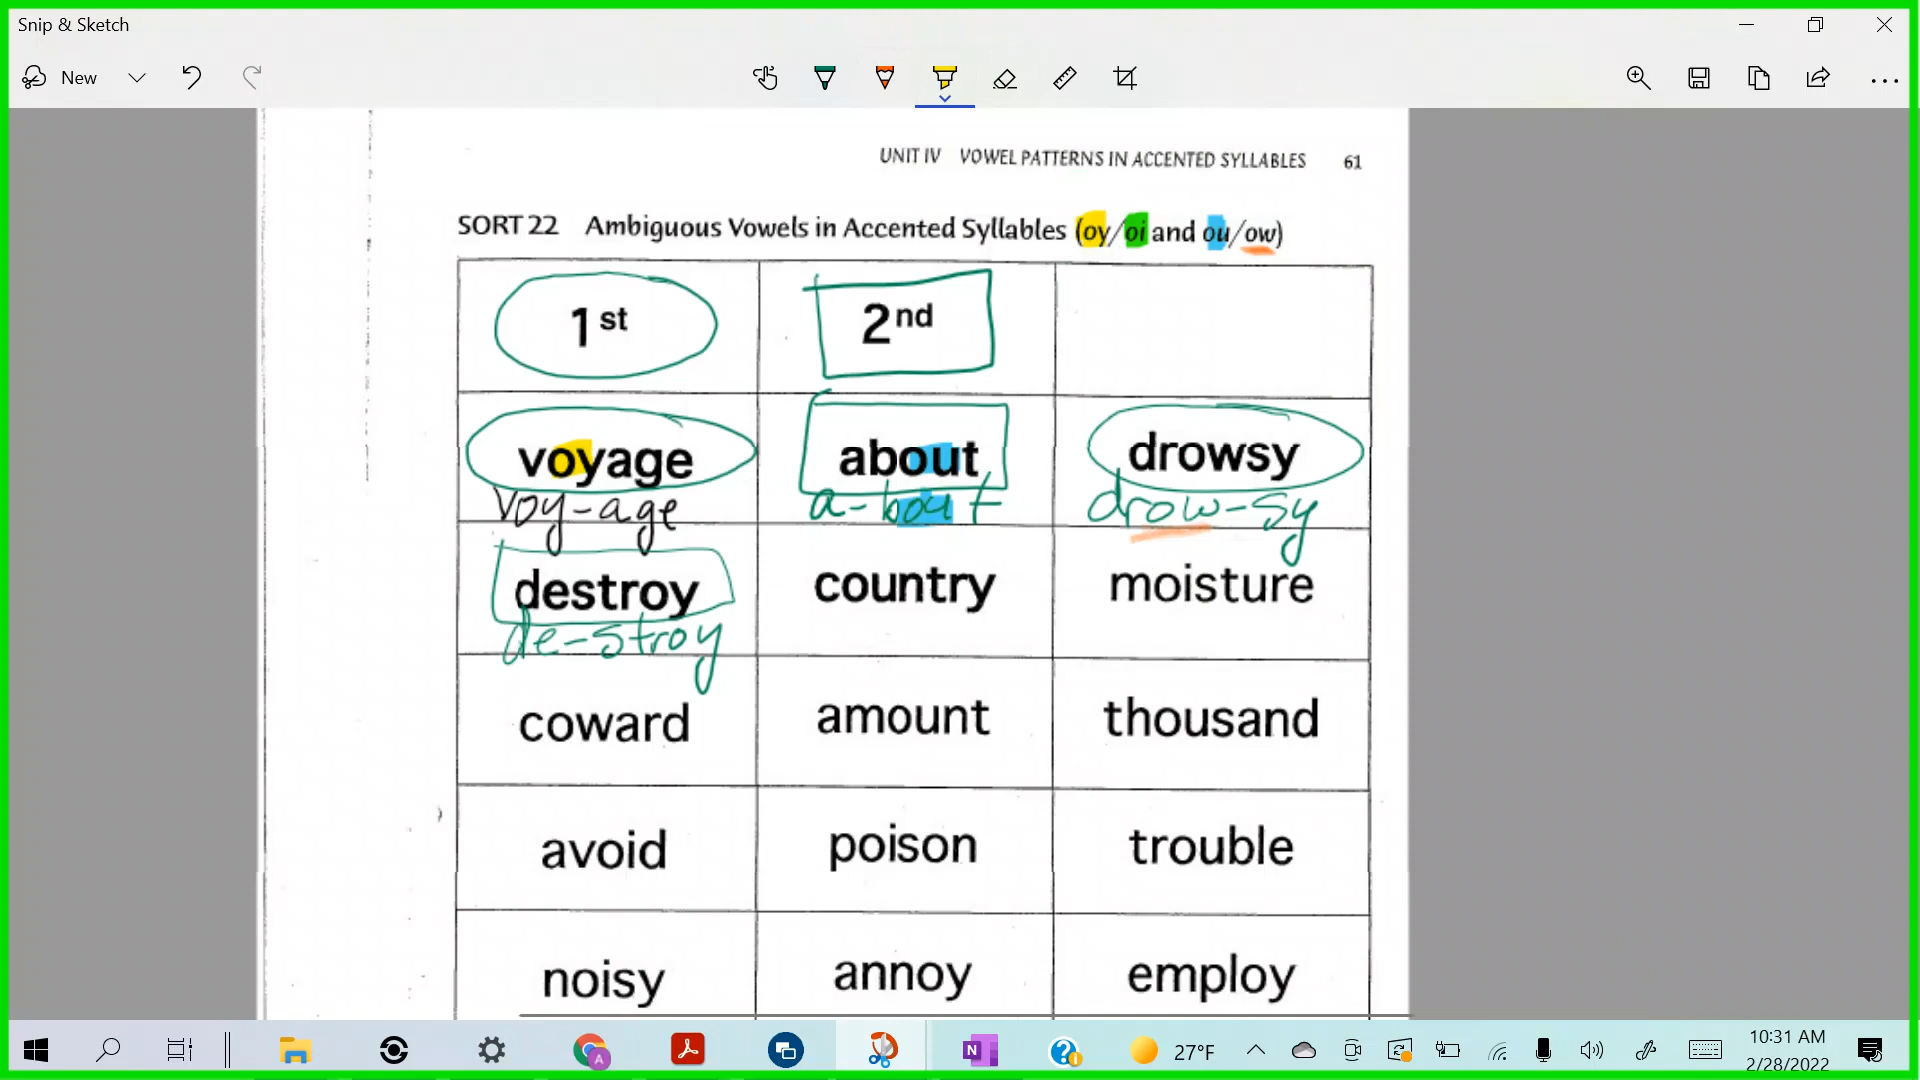 Snip & Sketch
New
UNIT IV VOWEL PATTERNS IN ACCENTED SYLLABLES 61
SORT 22 Ambiguous Vowels in Accented Syllables (oy/oi and ou/ow)
1st 2nd
voyage about drowsy
voy-age a-bout drow-sy
destroy country moisture
de-stroy
coward amount thousand
avoid poison trouble
noisy annoy employ
27°F
10:31 AM
2/28/2022